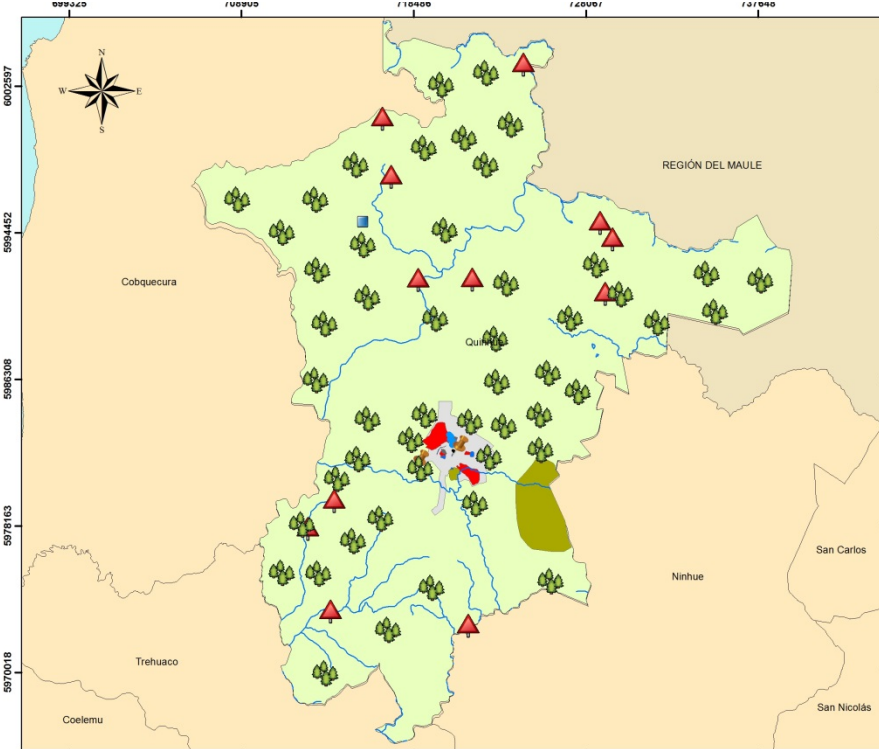 699325 708905 718486 728067 737648
N
W E
S
6002597
REGIÓN DEL MAULE
5994452
Cobquecura
Quirihue
5986308
5978163
San Carlos
Ninhue
Trehuaco
5970018
San Nicolás
Coelemu